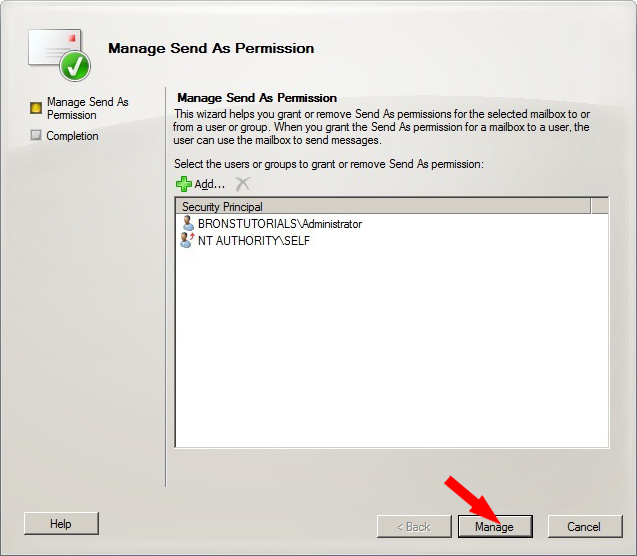 Manage Send As Permission
Manage Send As
Permission
Completion
Manage Send As Permission
This wizard helps you grant or remove Send As permissions for the selected mailbox to or
from a user or group. When you grant the Send As permission for a mailbox to a user, the
user can use the mailbox to send messages.
Select the users or groups to grant or remove Send As permission:
Add...
Security Principal
BRONSTUTORIALS\Administrator
NT AUTHORITY\SELF
Help
< Back
Manage
Cancel